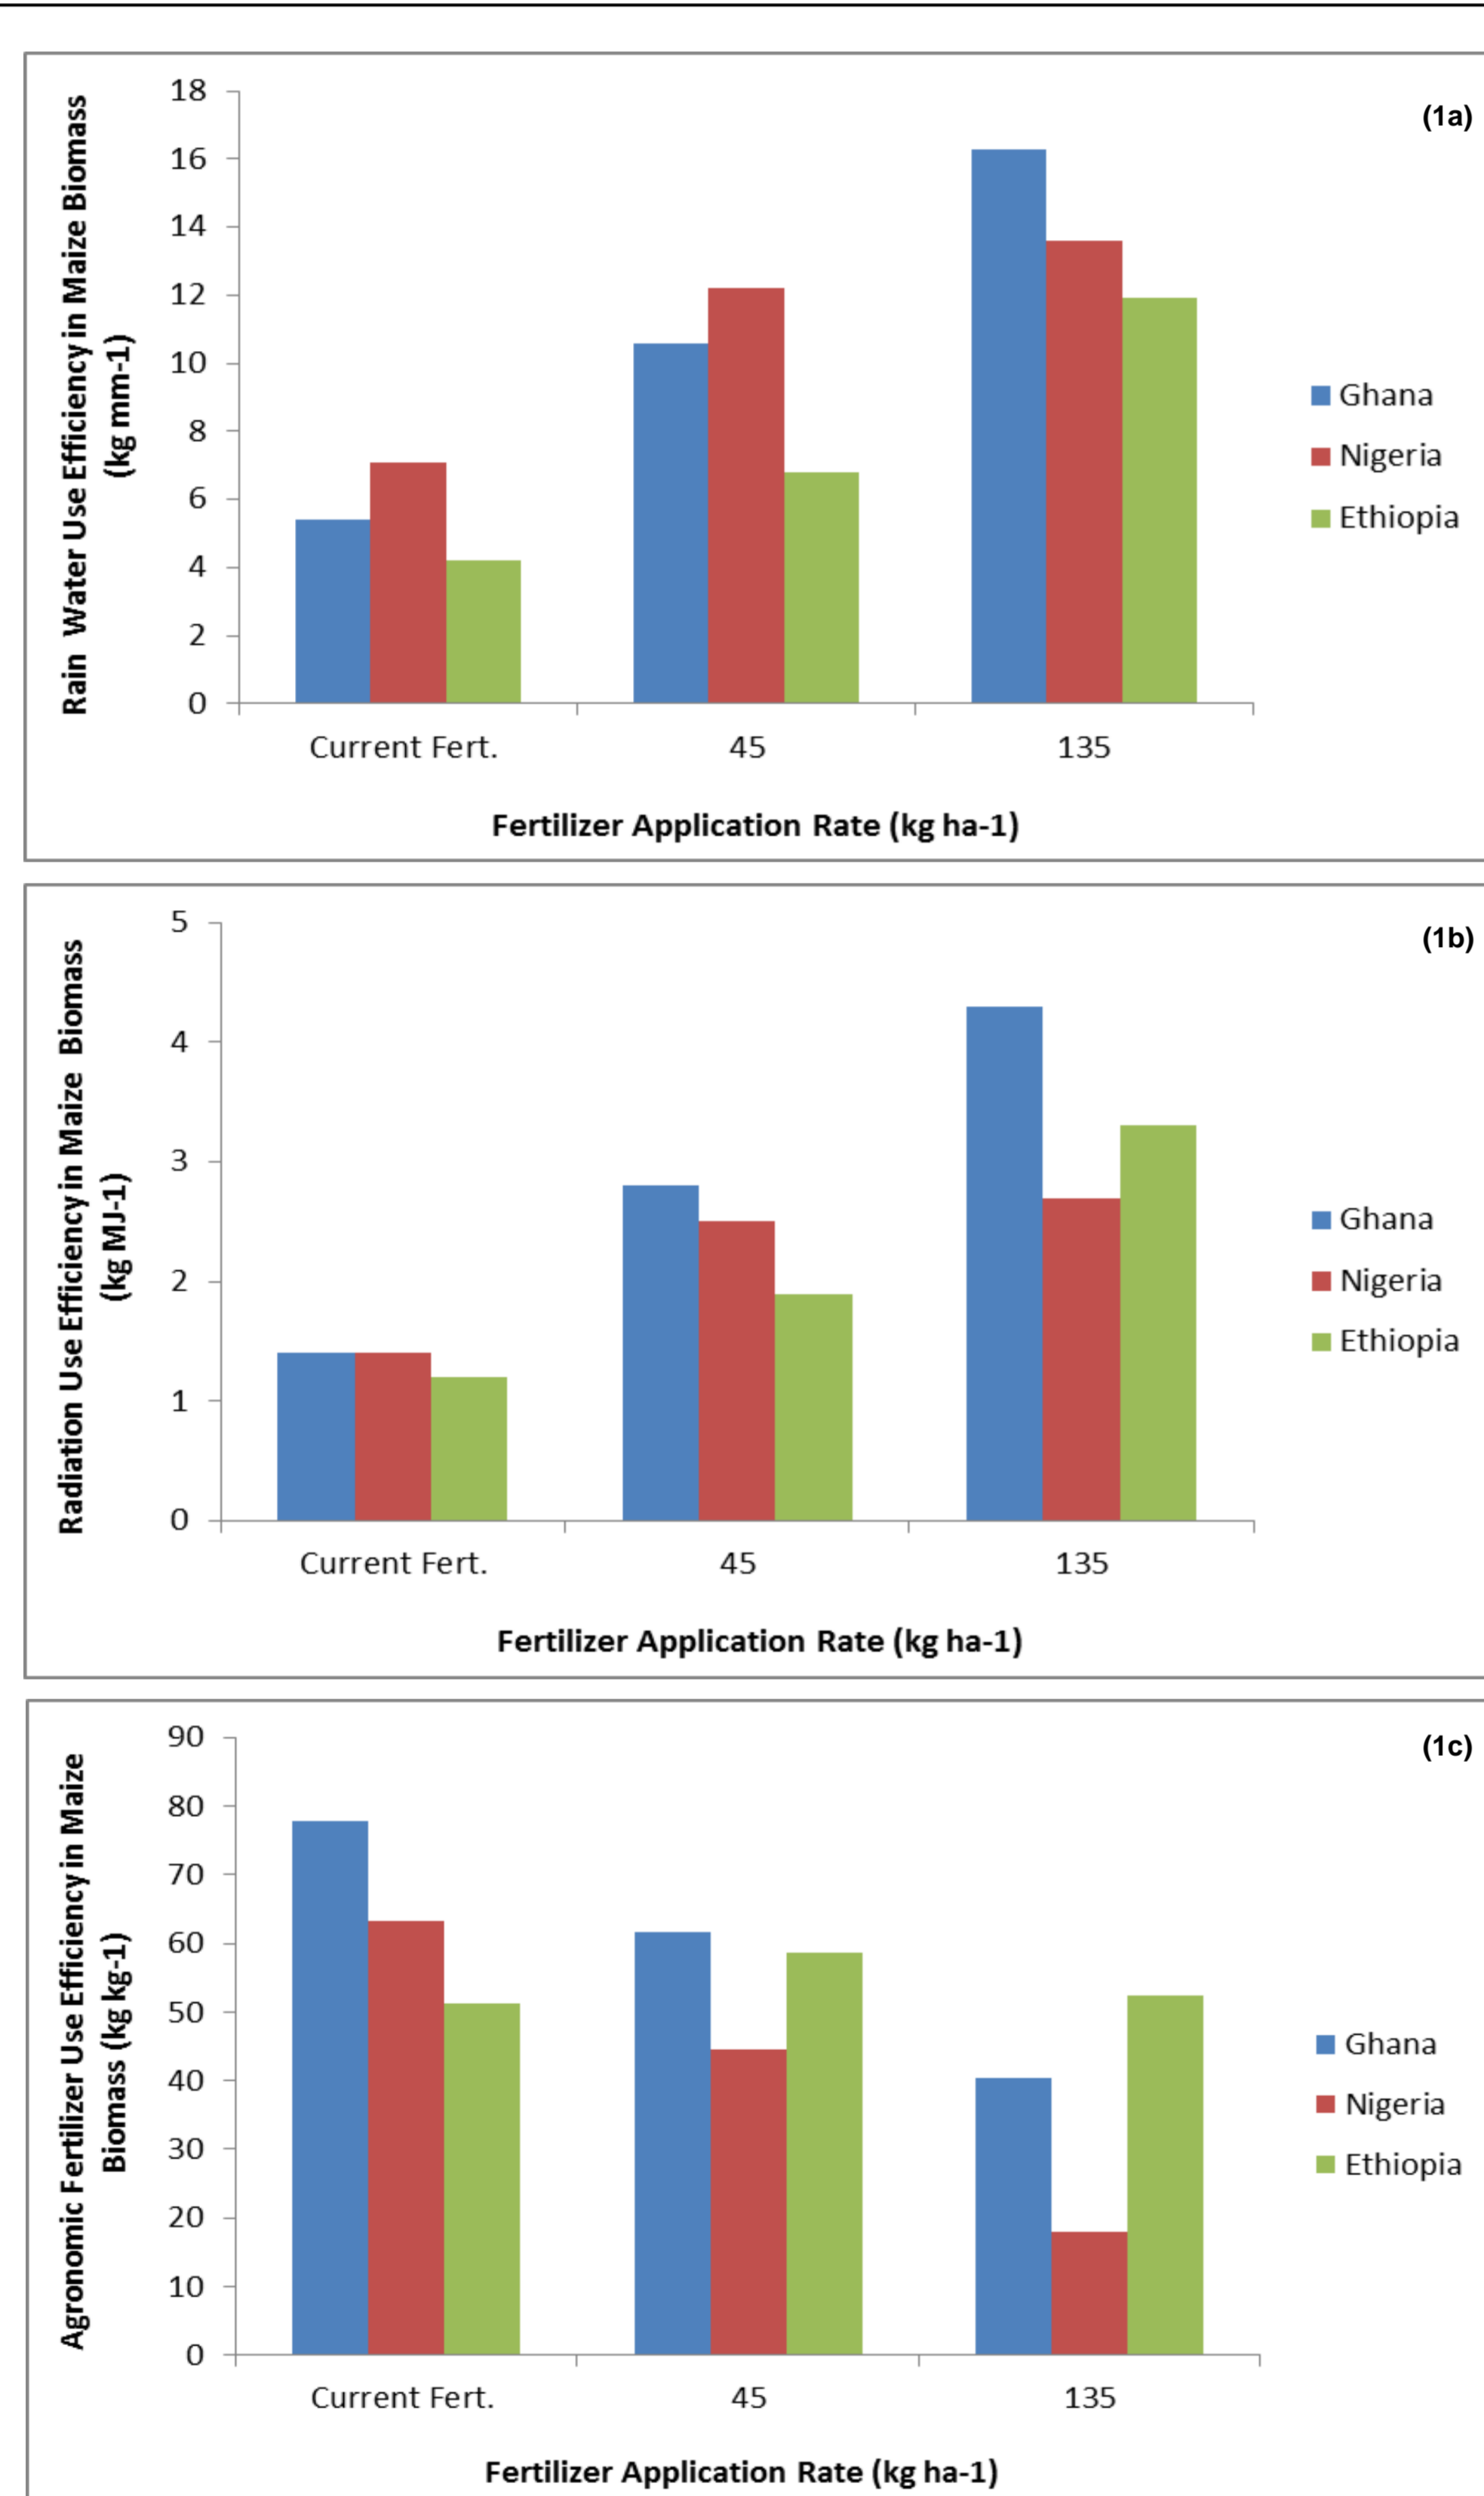 (1a)
Rain Water Use Efficiency in Maize Biomass
(kg mm-1)
18
16
14
12
10
8
6
4
2
0
Ghana
Nigeria
Ethiopia
Current Fert. 45 135
Fertilizer Application Rate (kg ha-1)
(1b)
Radiation Use Efficiency in Maize Biomass
(kg MJ-1)
5
4
3
2
1
0
Ghana
Nigeria
Ethiopia
Current Fert. 45 135
Fertilizer Application Rate (kg ha-1)
(1c)
Agronomic Fertilizer Use Efficiency in Maize
Biomass (kg kg-1)
90
80
70
60
50
40
30
20
10
0
Ghana
Nigeria
Ethiopia
Current Fert. 45 135
Fertilizer Application Rate (kg ha-1)